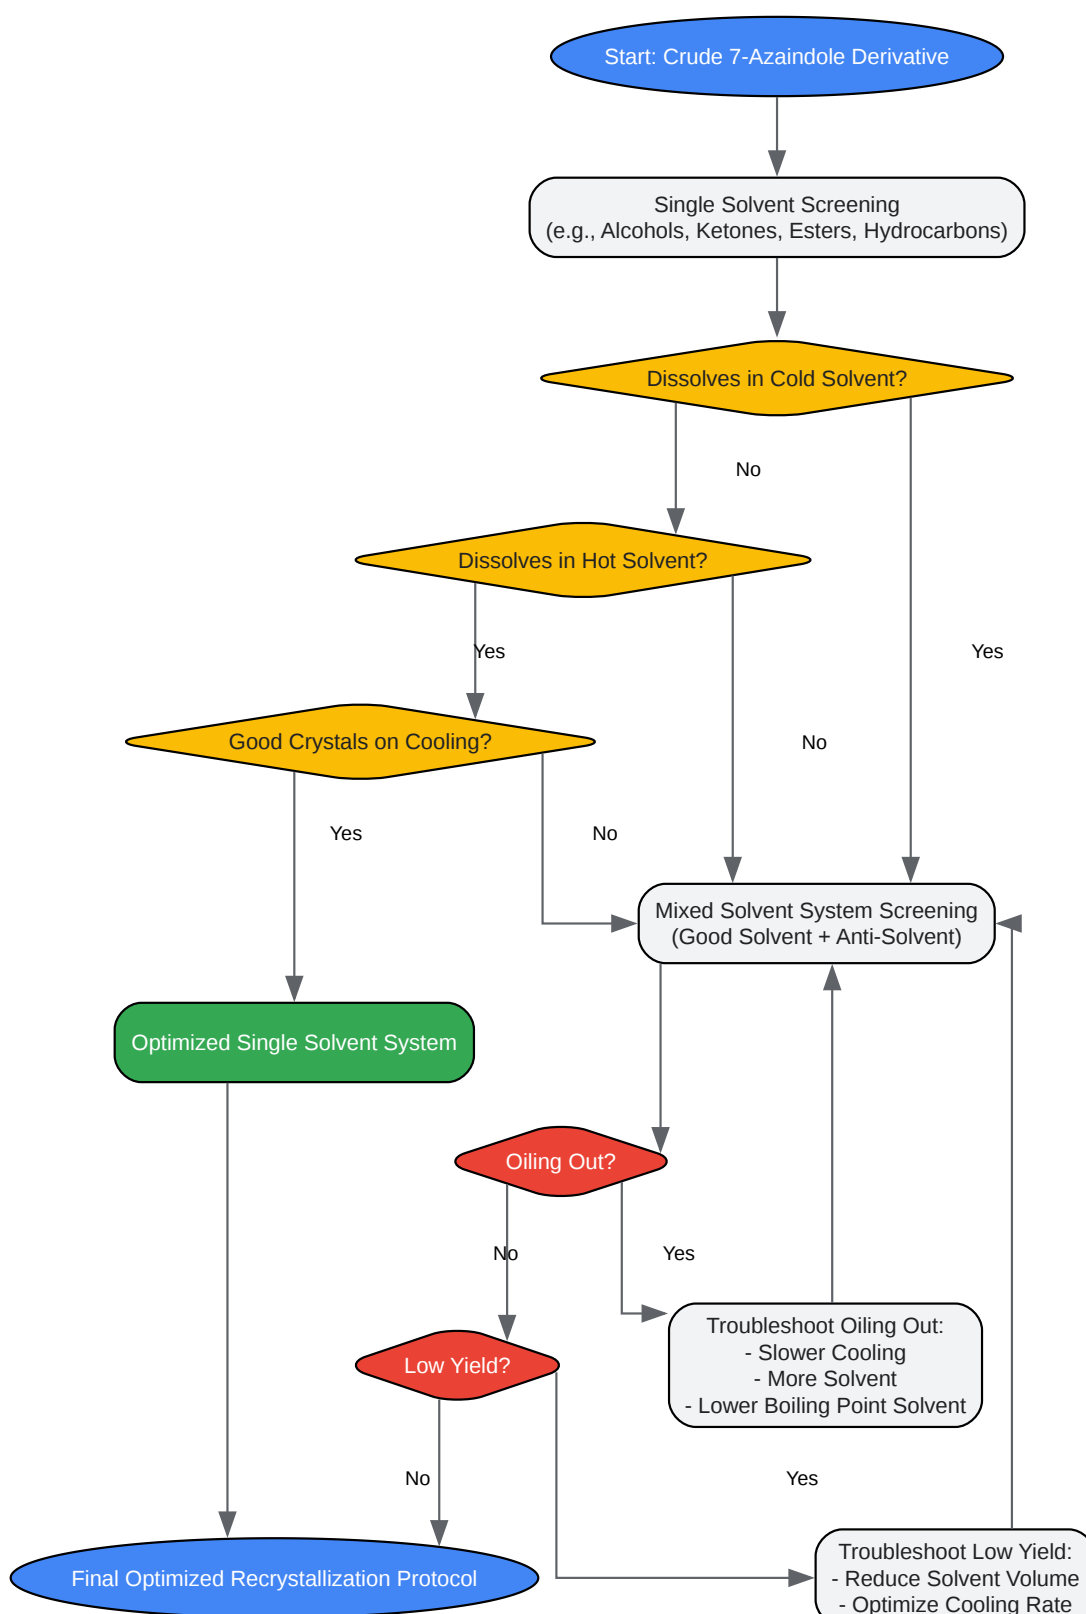 Start: Crude 7-Azaindole Derivative
Single Solvent Screening
(e.g., Alcohols, Ketones, Esters, Hydrocarbons)
Dissolves in Cold Solvent?
No
Dissolves in Hot Solvent?
Yes
Yes
Good Crystals on Cooling?
No
Yes
No
Mixed Solvent System Screening
(Good Solvent + Anti-Solvent)
Optimized Single Solvent System
Oiling Out?
No
Yes
Troubleshoot Oiling Out:
- Slower Cooling
- More Solvent
- Lower Boiling Point Solvent
Low Yield?
No
Yes
Final Optimized Recrystallization Protocol
Troubleshoot Low Yield:
- Reduce Solvent Volume
- Optimize Cooling Rate